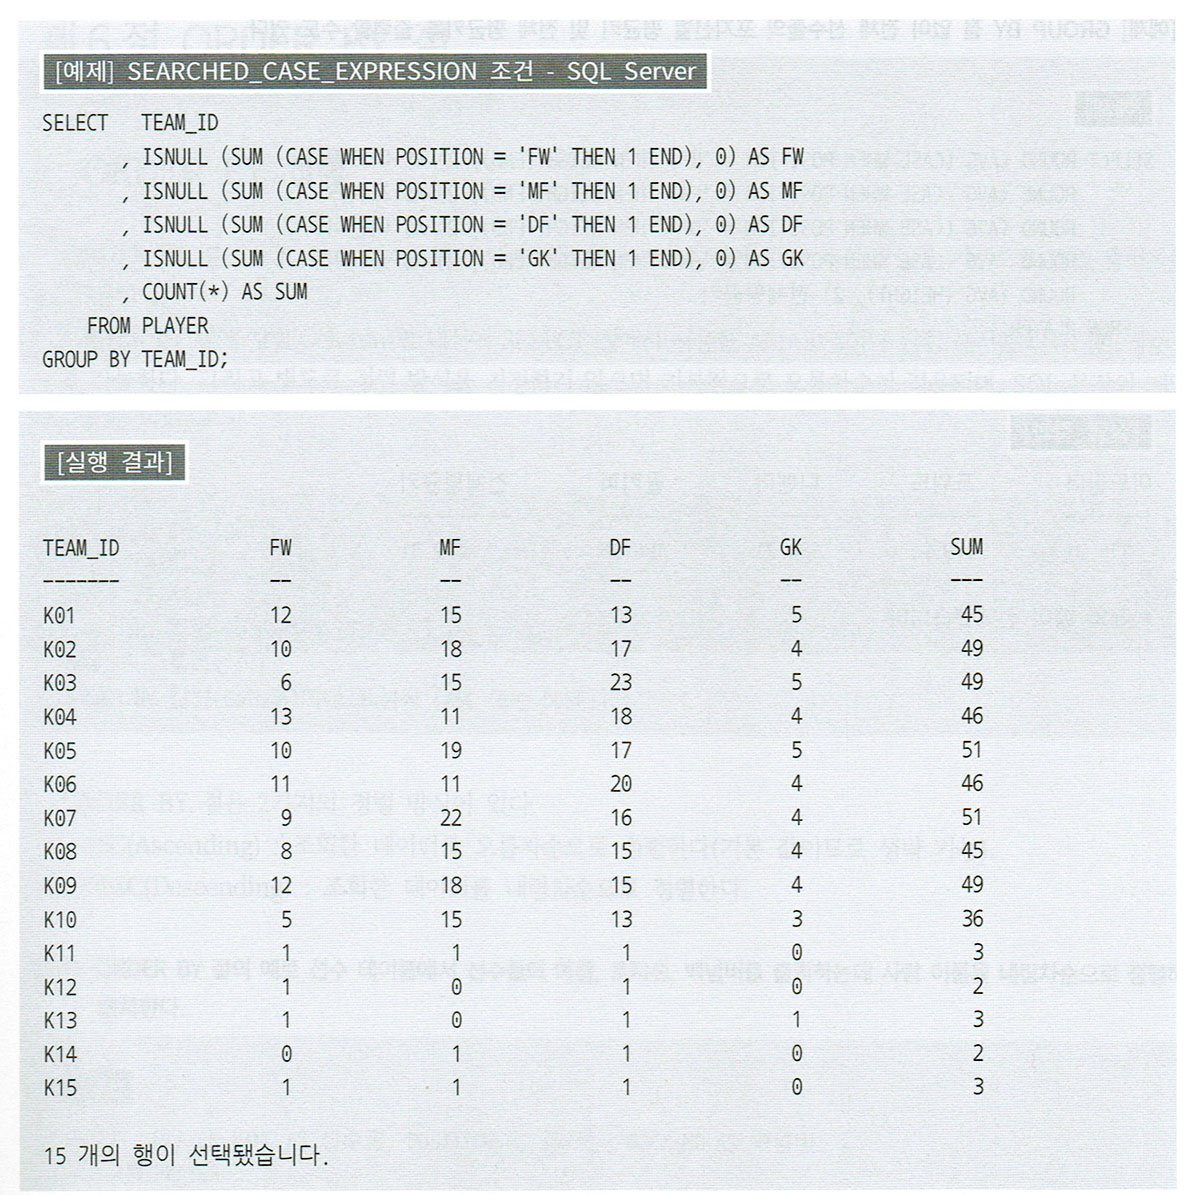 [예제] SEARCHED_CASE_EXPRESSION 조건 - SQL Server
SELECT TEAM_ID
, ISNULL (SUM (CASE WHEN POSITION = 'FW' THEN 1 END), 0) AS FW
, ISNULL (SUM (CASE WHEN POSITION = 'MF' THEN 1 END), 0) AS MF
, ISNULL (SUM (CASE WHEN POSITION = 'DF' THEN 1 END), 0) AS DF
, ISNULL (SUM (CASE WHEN POSITION = 'GK' THEN 1 END), 0) AS GK
, COUNT(*) AS SUM
FROM PLAYER
GROUP BY TEAM_ID;
[실행 결과]
TEAM_ID FW MF DF GK SUM
------- -- -- -- -- ---
K01 12 15 13 5 45
K02 10 18 17 4 49
K03 6 15 23 5 49
K04 13 11 18 4 46
K05 10 19 17 5 51
K06 11 11 20 4 46
K07 9 22 16 4 51
K08 8 15 15 4 45
K09 12 18 15 4 49
K10 5 15 13 3 36
K11 1 1 1 0 3
K12 1 0 1 0 2
K13 1 0 1 1 3
K14 0 1 1 0 2
K15 1 1 1 0 3
15 개의 행이 선택됐습니다.